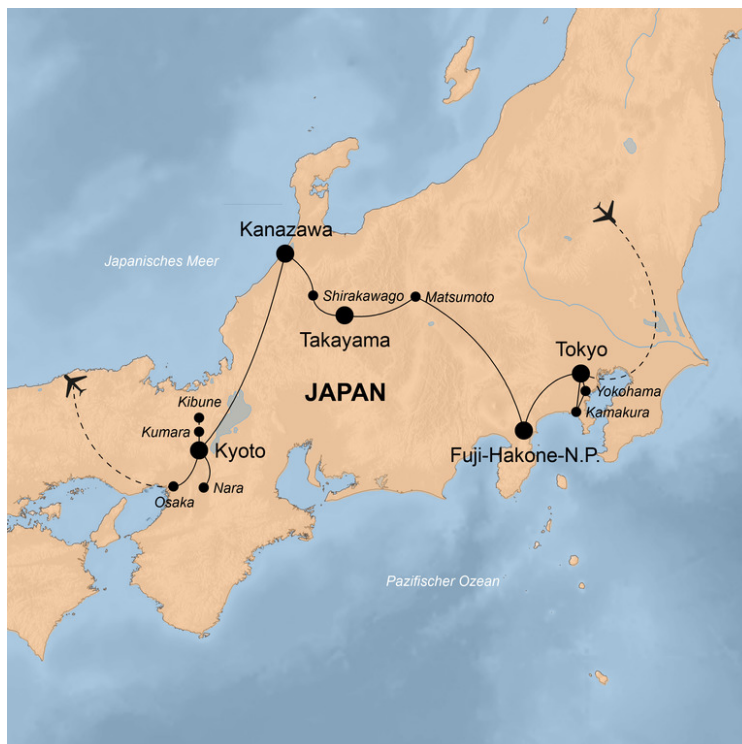 Kanazawa
Japanisches Meer
Shirakawago
Matsumoto
Takayama
Tokyo
JAPAN
Yokohama
Kibune
Kamakura
Kumara
Kyoto
Fuji-Hakone-N.P.
Nara
Osaka
Pazifischer Ozean